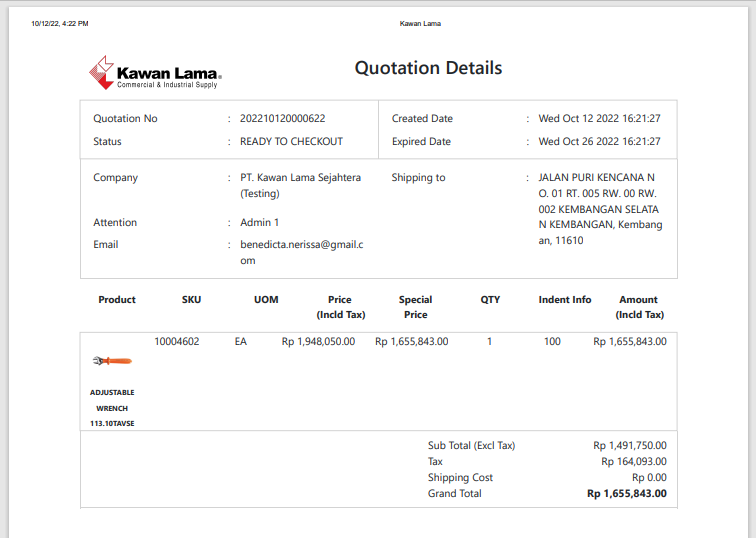 10/12/22, 4:22 PM Kawan Lama
Kawan Lama®
Commercial & Industrial Supply
Quotation Details
Quotation No : 202210120000622 Created Date : Wed Oct 12 2022 16:21:27
Status : READY TO CHECKOUT Expired Date : Wed Oct 26 2022 16:21:27
Company : PT. Kawan Lama Sejahtera Shipping to : JALAN PURI KENCANA N
(Testing) O. 01 RT. 005 RW. 00 RW.
002 KEMBANGAN SELATA
Attention : Admin 1 N KEMBANGAN, Kembang
Email : benedicta.nerissa@gmail.c an, 11610
om
Product SKU UOM Price Special QTY Indent Info Amount
(Incld Tax) Price (Incld Tax)
10004602 EA Rp 1,948,050.00 Rp 1,655,843.00 1 100 Rp 1,655,843.00
ADJUSTABLE
WRENCH
113.10TAVSE
Sub Total (Excl Tax) Rp 1,491,750.00
Tax Rp 164,093.00
Shipping Cost Rp 0.00
Grand Total Rp 1,655,843.00